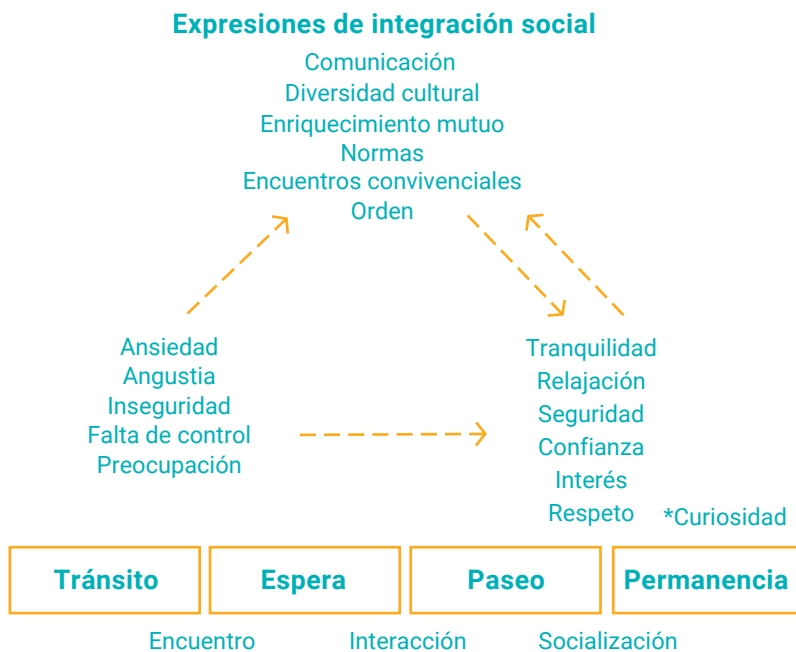 Expresiones de integración social
Comunicación
Diversidad cultural
Enriquecimiento mutuo
Normas
Encuentros convivenciales
Orden
Ansiedad
Angustia
Inseguridad
Falta de control
Preocupación
Tranquilidad
Relajación
Seguridad
Confianza
Interés
Respeto
*Curiosidad
Tránsito
Espera
Paseo
Permanencia
Encuentro
Interacción
Socialización